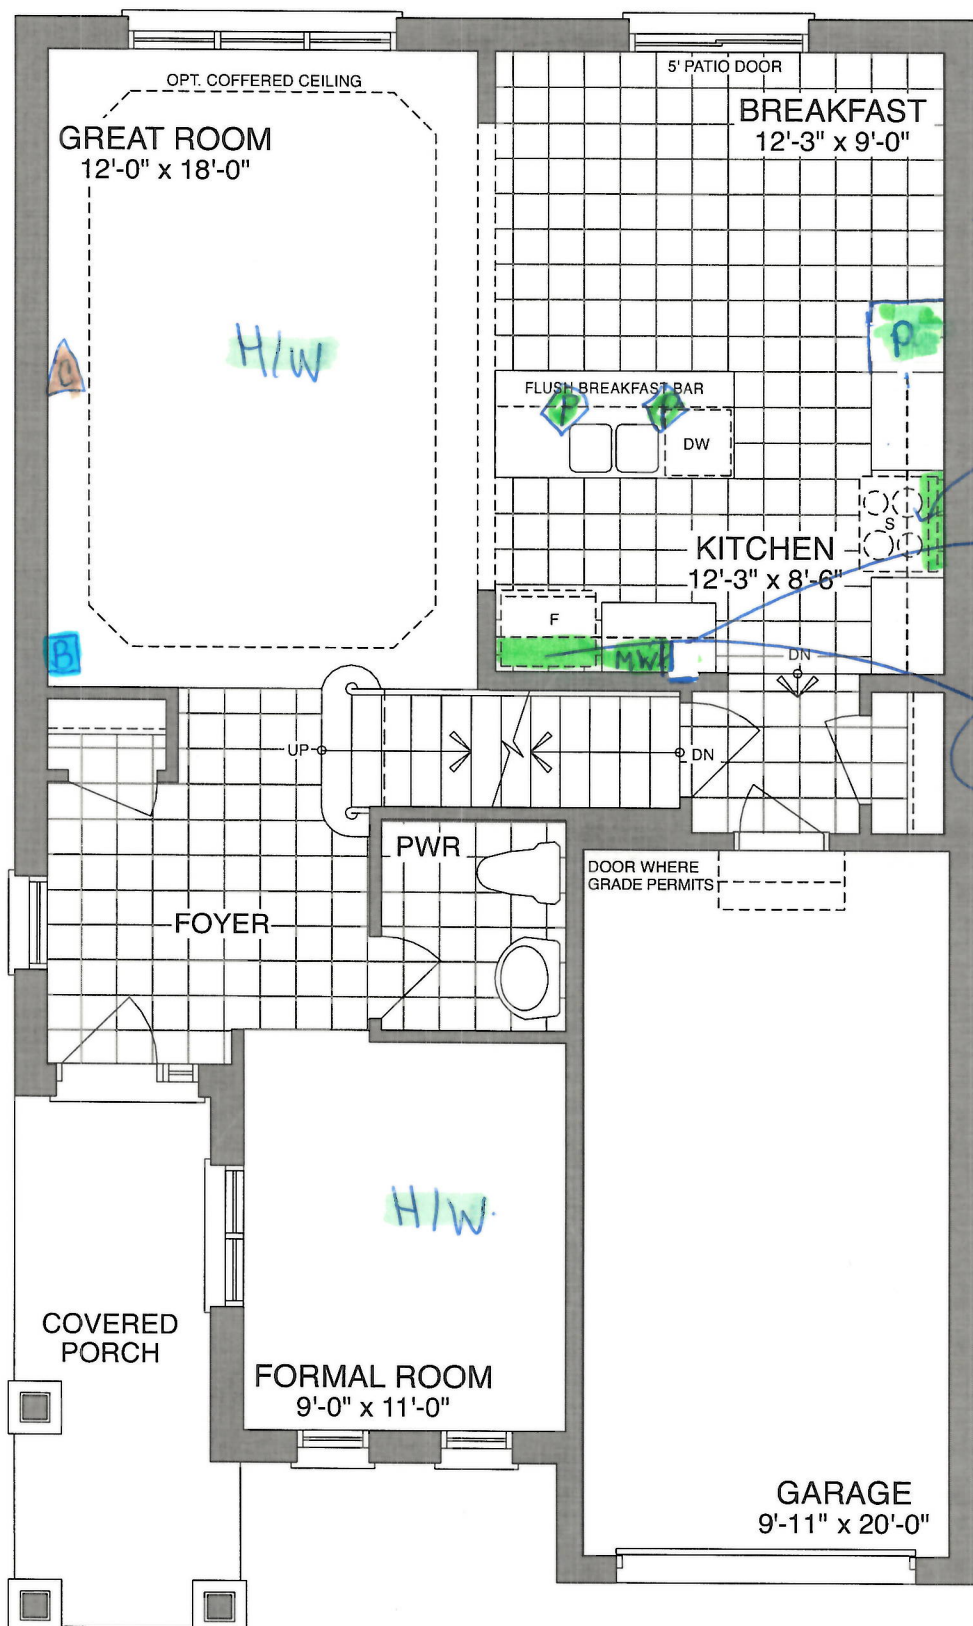 OPT. COFFERED CEILING
5' PATIO DOOR
GREAT ROOM
12'-0" x 18'-0"
BREAKFAST
12'-3" x 9'-0"
H/W
C
P
FLUSH BREAKFAST BAR
P
P
DW
S
KITCHEN
12'-3" x 8'-6"
F
MW
B
DN
UP
DN
PWR
DOOR WHERE
GRADE PERMITS
FOYER
H/W.
COVERED
PORCH
FORMAL ROOM
9'-0" x 11'-0"
GARAGE
9'-11" x 20'-0"